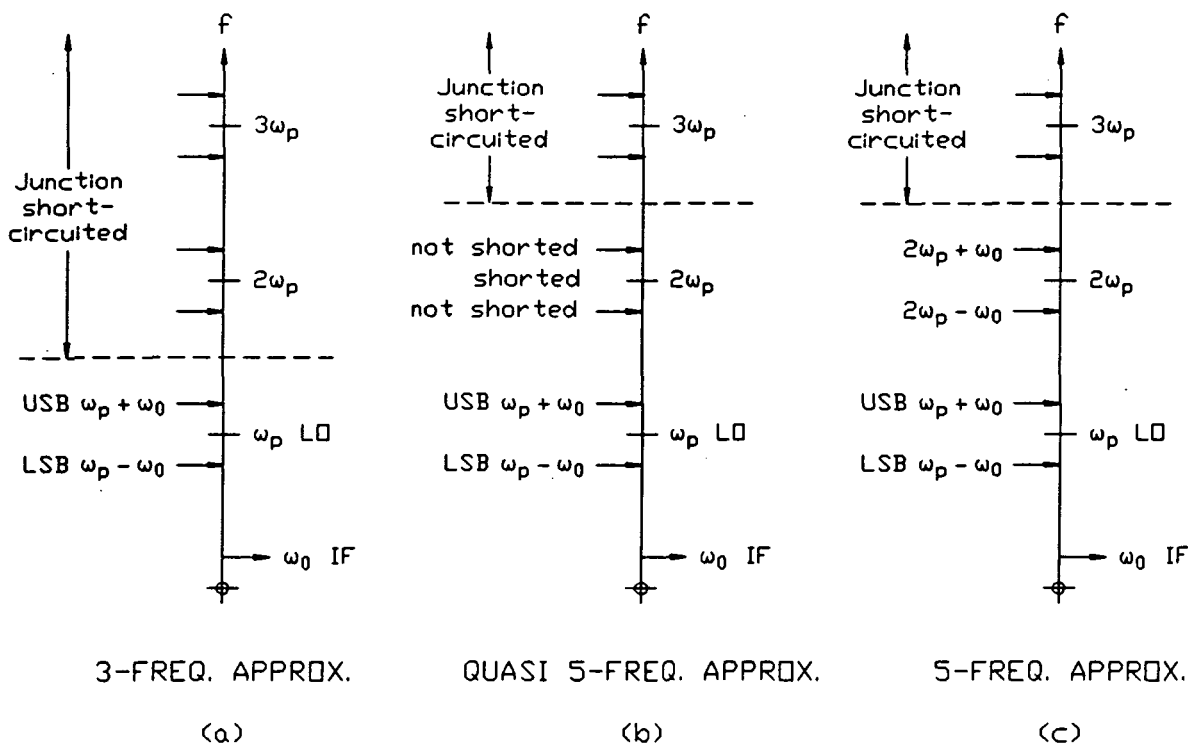 f
Junction
short-
circuited
3ωp
2ωp
USB ωp + ω0
ωp LO
LSB ωp - ω0
ω0 IF
3-FREQ. APPROX.
(a)
f
Junction
short-
circuited
3ωp
not shorted
shorted
2ωp
not shorted
USB ωp + ω0
ωp LO
LSB ωp - ω0
ω0 IF
QUASI 5-FREQ. APPROX.
(b)
f
Junction
short-
circuited
3ωp
2ωp + ω0
2ωp
2ωp - ω0
USB ωp + ω0
ωp LO
LSB ωp - ω0
ω0 IF
5-FREQ. APPROX.
(c)